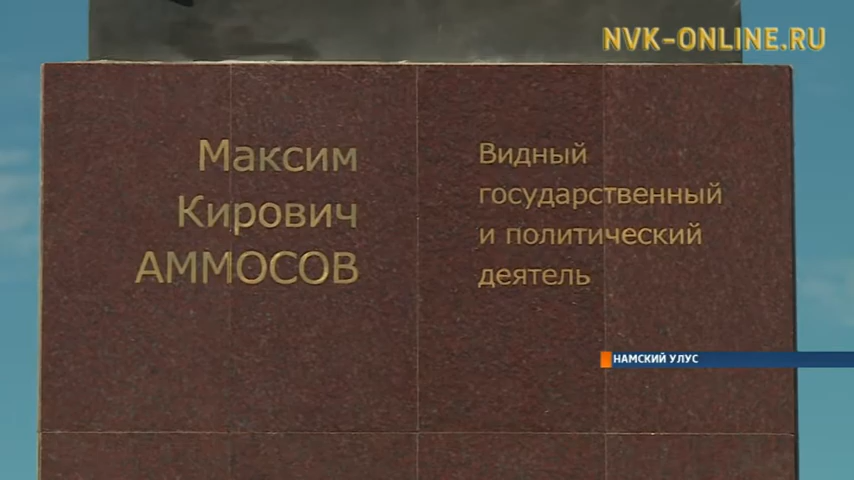 NVK-ONLINE.RU
Максим
Кирович
АММОСОВ
Видный
государственный
и политический
деятель
НАМСКИЙ УЛУС